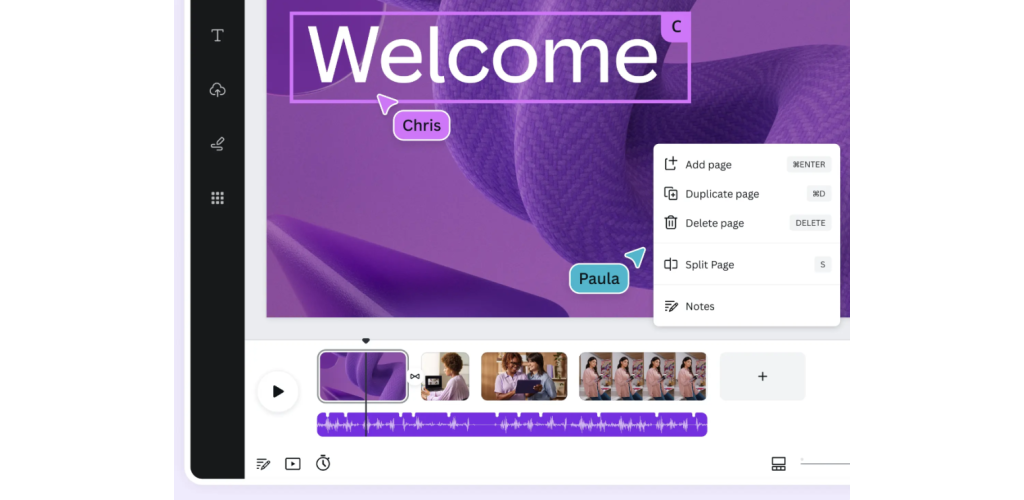 Welcome
C
Chris
Add page ⌘ENTER
Duplicate page ⌘D
Delete page DELETE
Split Page S
Paula
Notes